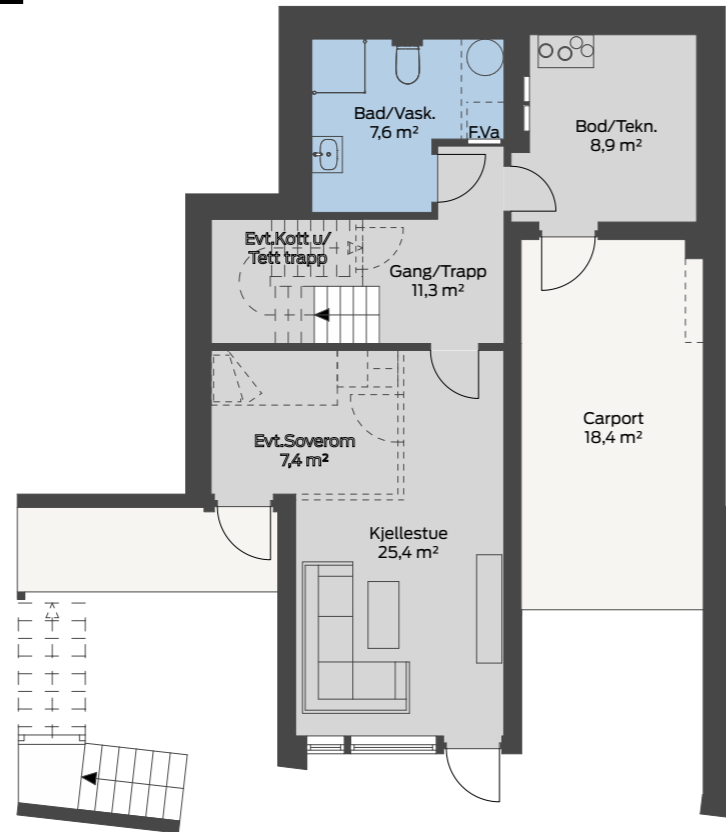 Bad/Vask.
7,6 m²
F.Va
Bod/Tekn.
8,9 m²
Evt.Kott u/
Tett trapp
Gang/Trapp
11,3 m²
Carport
18,4 m²
Evt.Soverom
7,4 m²
Kjellestue
25,4 m²